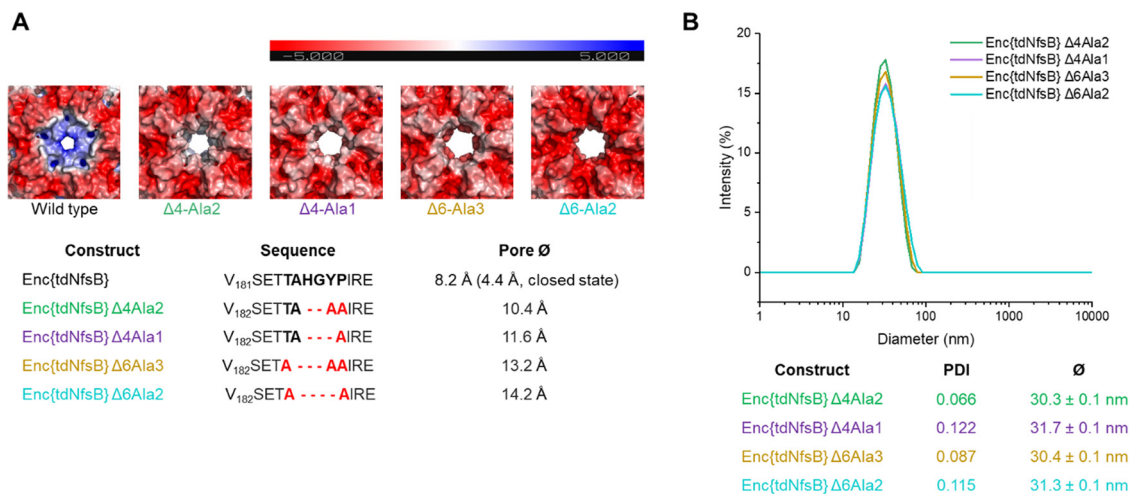 A
-5.000 5.000
Wild type Δ4-Ala2 Δ4-Ala1 Δ6-Ala3 Δ6-Ala2
Construct Sequence Pore Ø
Enc{tdNfsB} V₁₈₁SETTAHGYPIRE 8.2 Å (4.4 Å, closed state)
Enc{tdNfsB} Δ4Ala2 V₁₈₂SETTA - - AAIRE 10.4 Å
Enc{tdNfsB} Δ4Ala1 V₁₈₂SETTA - - - AIRE 11.6 Å
Enc{tdNfsB} Δ6Ala3 V₁₈₂SETA - - - AAIRE 13.2 Å
Enc{tdNfsB} Δ6Ala2 V₁₈₂SETA - - - - AIRE 14.2 Å
B
Intensity (%)
20
15
10
5
0
Enc{tdNfsB} Δ4Ala2
Enc{tdNfsB} Δ4Ala1
Enc{tdNfsB} Δ6Ala3
Enc{tdNfsB} Δ6Ala2
1 10 100 1000 10000
Diameter (nm)
Construct PDI Ø
Enc{tdNfsB} Δ4Ala2 0.066 30.3 ± 0.1 nm
Enc{tdNfsB} Δ4Ala1 0.122 31.7 ± 0.1 nm
Enc{tdNfsB} Δ6Ala3 0.087 30.4 ± 0.1 nm
Enc{tdNfsB} Δ6Ala2 0.115 31.3 ± 0.1 nm